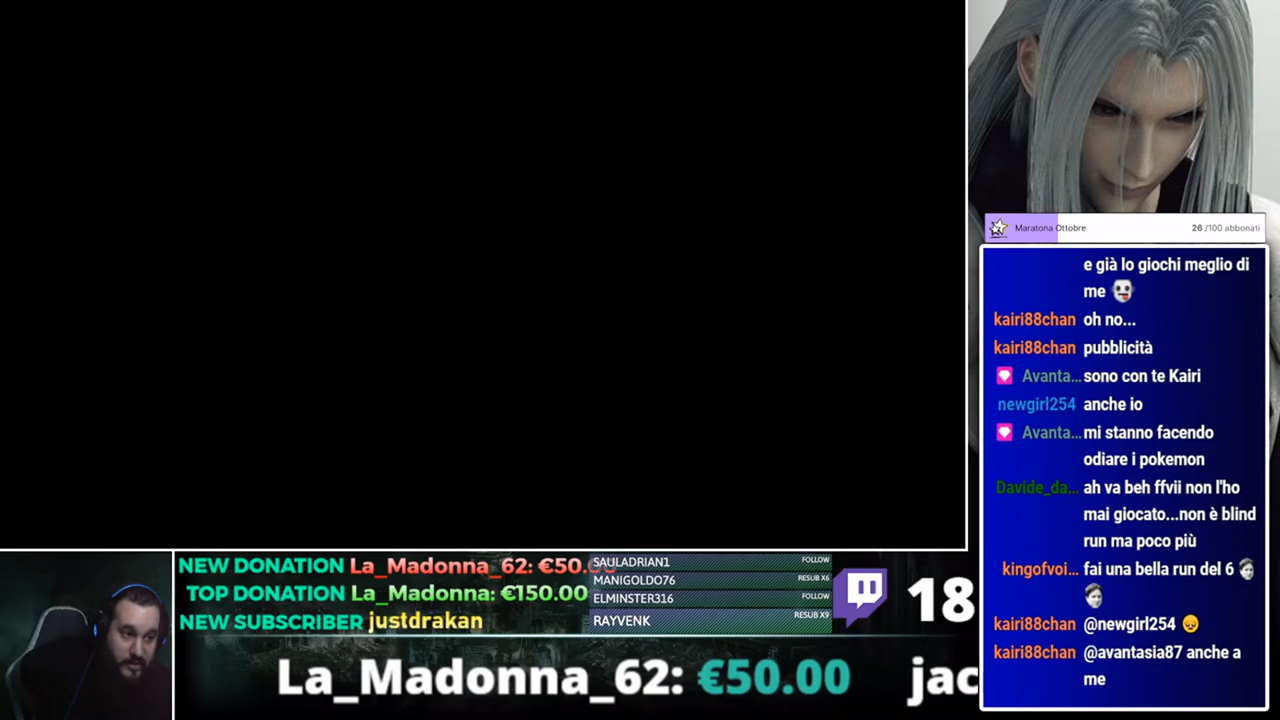 Maratona Ottobre 26 /100 abbonati
e già lo giochi meglio di
me
kairi88chan oh no...
kairi88chan pubblicità
Avanta... sono con te Kairi
newgirl254 anche io
Avanta... mi stanno facendo
odiare i pokemon
Davide_da... ah va beh ffvii non l'ho
mai giocato...non è blind
run ma poco più
kingofvoi... fai una bella run del 6
kairi88chan @newgirl254
kairi88chan @avantasia87 anche a
me
NEW DONATION La_Madonna_62: €50.
TOP DONATION La_Madonna: €150.00
NEW SUBSCRIBER justdrakan
SAULADRIAN1 FOLLOW
MANIGOLDO76 RESUB X6
ELMINSTER316 FOLLOW
RAYVENK RESUB X9
18
La_Madonna_62: €50.00 jac